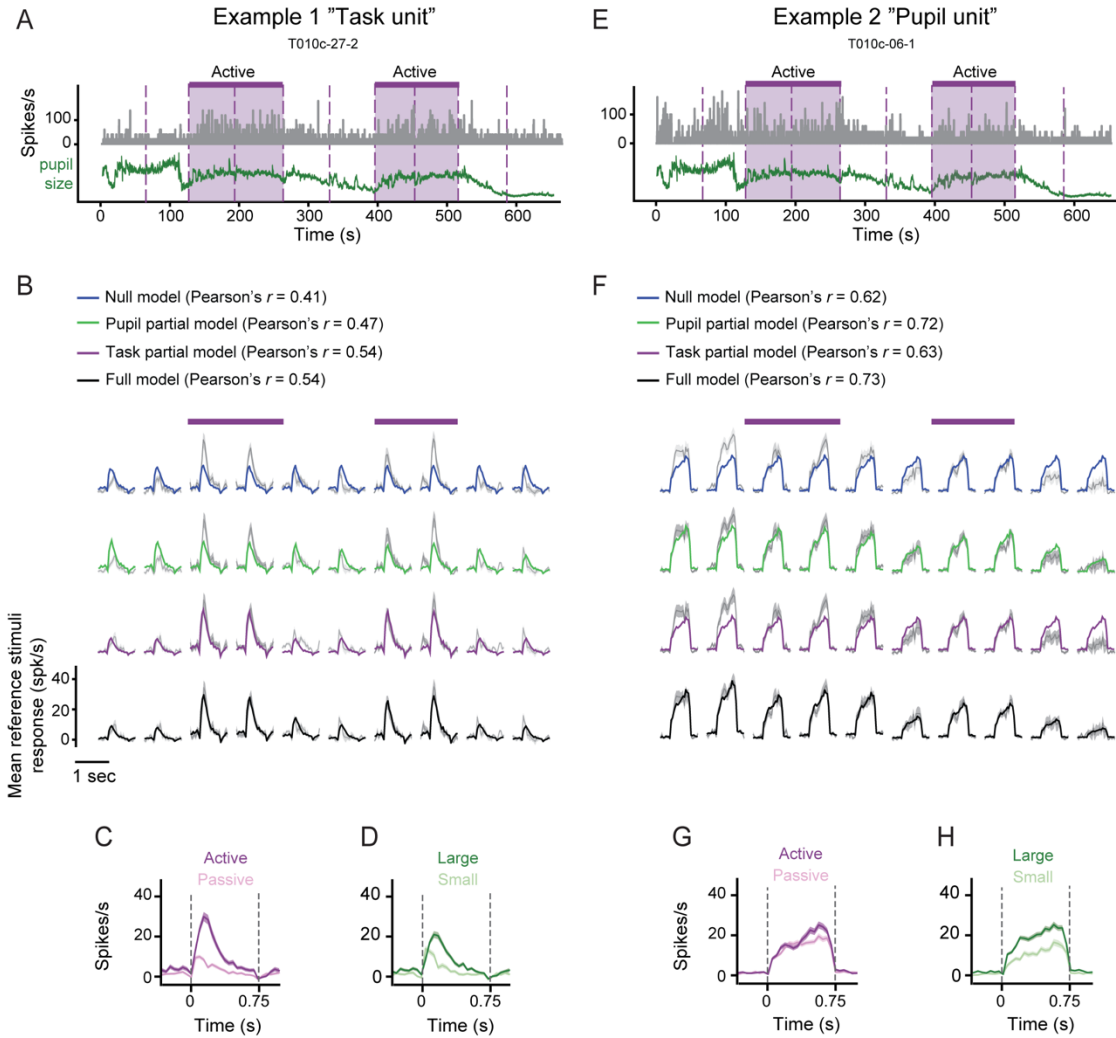 A
Example 1 "Task unit"
T010c-27-2
Active
Active
Spikes/s
100
0
pupil
size
0
100
200
300
400
500
600
Time (s)
E
Example 2 "Pupil unit"
T010c-06-1
Active
Active
100
0
0
100
200
300
400
500
600
Time (s)
B
Null model (Pearson's r = 0.41)
Pupil partial model (Pearson's r = 0.47)
Task partial model (Pearson's r = 0.54)
Full model (Pearson's r = 0.54)
Mean reference stimuli
response (spk/s)
40
20
0
1 sec
F
Null model (Pearson's r = 0.62)
Pupil partial model (Pearson's r = 0.72)
Task partial model (Pearson's r = 0.63)
Full model (Pearson's r = 0.73)
C
Active
Passive
Spikes/s
40
20
0
0
0.75
Time (s)
D
Large
Small
40
20
0
0
0.75
Time (s)
G
Active
Passive
Spikes/s
40
20
0
0
0.75
Time (s)
H
Large
Small
40
20
0
0
0.75
Time (s)